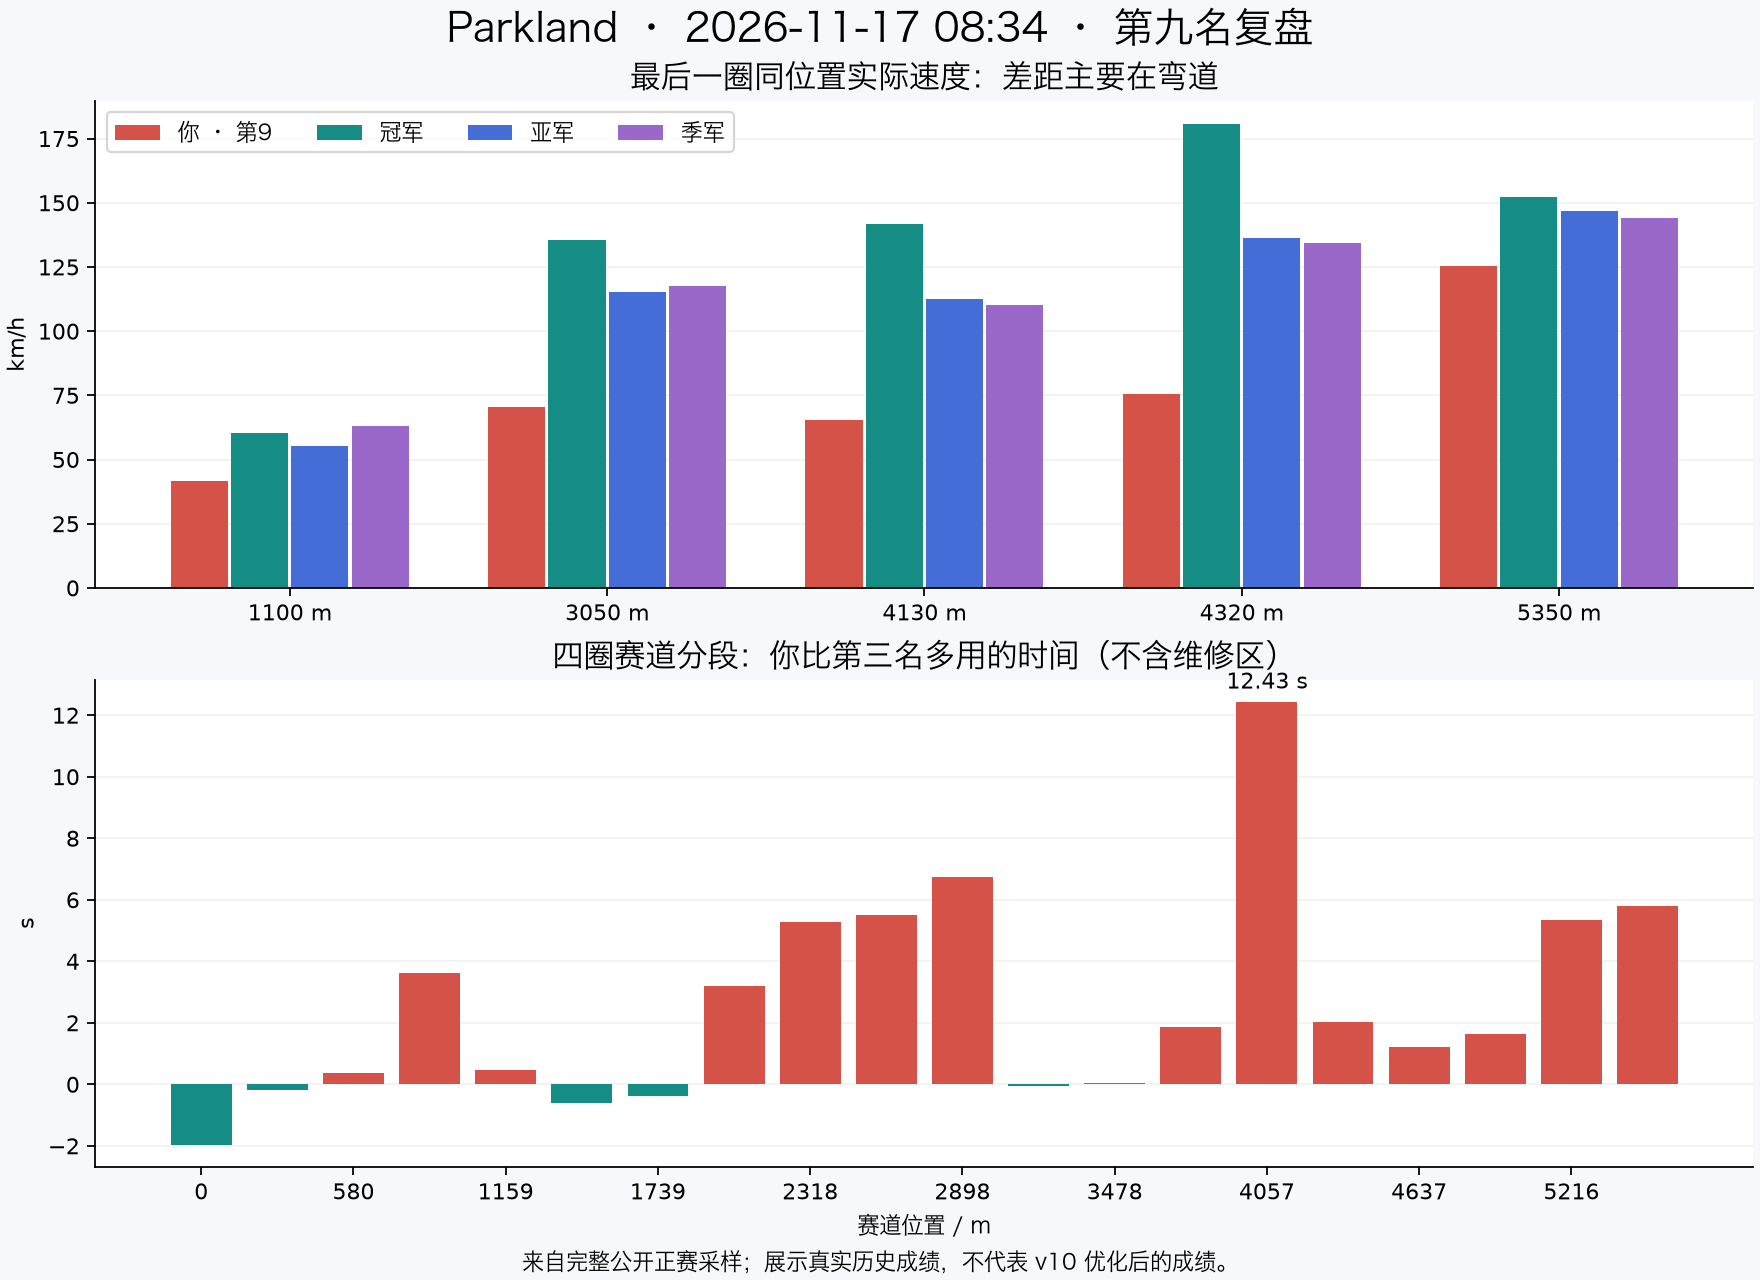 Parkland · 2026-11-17 08:34 · 第九名复盘
最后一圈同位置实际速度：差距主要在弯道
你 · 第9 冠军 亚军 季军
175
150
125
100
75
50
25
0
km/h
1100 m 3050 m 4130 m 4320 m 5350 m
四圈赛道分段：你比第三名多用的时间（不含维修区）
12.43 s
12
10
8
6
4
2
0
−2
s
0 580 1159 1739 2318 2898 3478 4057 4637 5216
赛道位置 / m
来自完整公开正赛采样；展示真实历史成绩，不代表 v10 优化后的成绩。